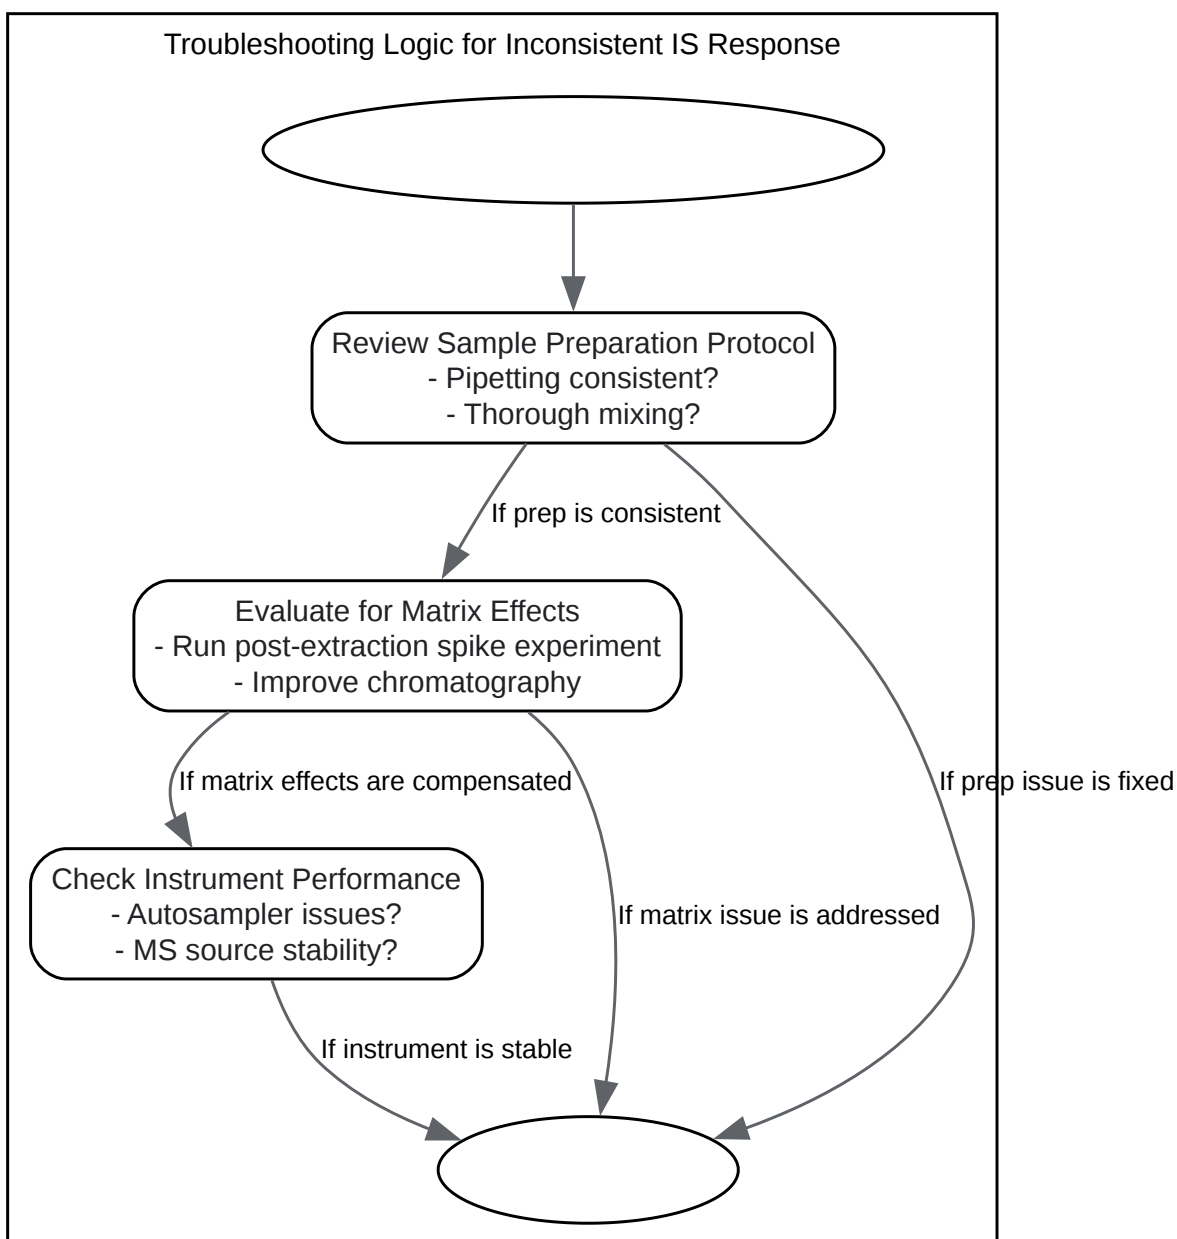 Troubleshooting Logic for Inconsistent IS Response
Review Sample Preparation Protocol
- Pipetting consistent?
- Thorough mixing?
If prep is consistent
Evaluate for Matrix Effects
- Run post-extraction spike experiment
- Improve chromatography
If matrix effects are compensated
If prep issue is fixed
Check Instrument Performance
- Autosampler issues?
- MS source stability?
If matrix issue is addressed
If instrument is stable